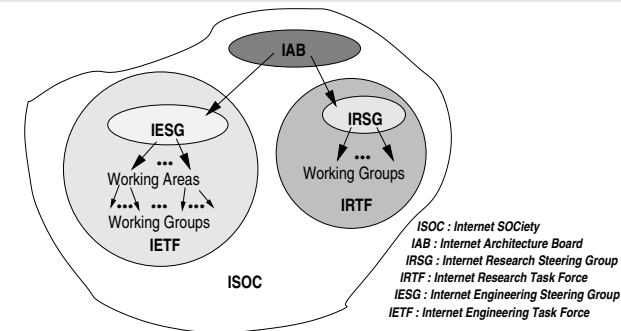 IAB
IESG
IRSG
...
...
Working Areas
Working Groups
... ... ...
Working Groups
IRTF
IETF
ISOC : Internet SOCiety
IAB : Internet Architecture Board
IRSG : Internet Research Steering Group
ISOC
IRTF : Internet Research Task Force
IESG : Internet Engineering Steering Group
IETF : Internet Engineering Task Force